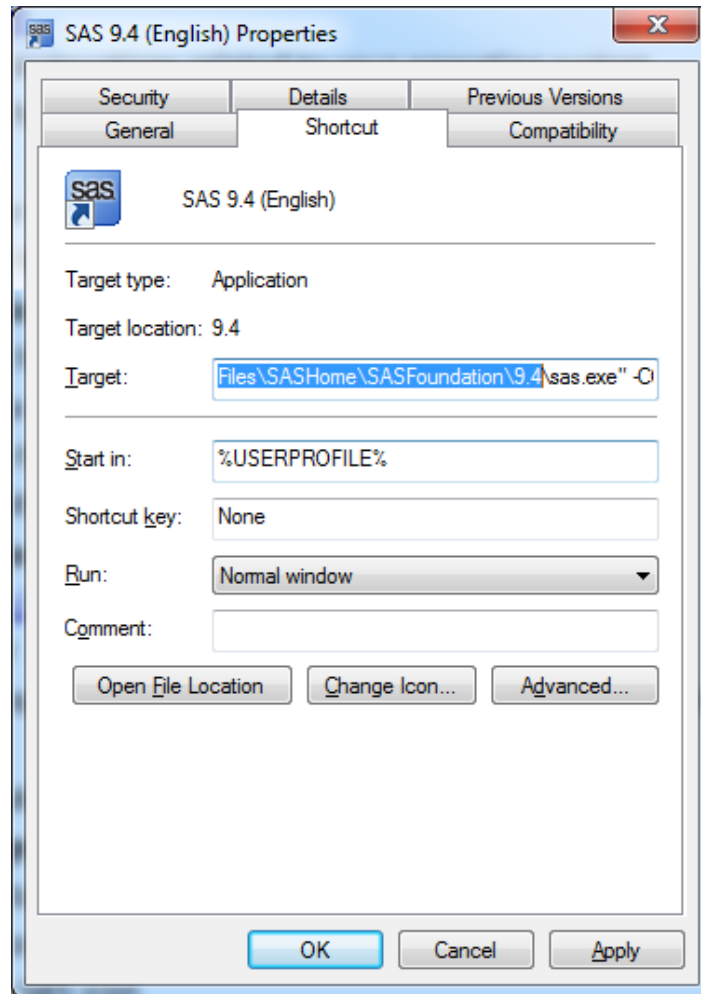 sas SAS 9.4 (English) Properties X
Security Details Previous Versions
General Shortcut Compatibility
sas SAS 9.4 (English)
Target type: Application
Target location: 9.4
Target: Files\SASHome\SASFoundation\9.4\sas.exe" -C
Start in: %USERPROFILE%
Shortcut key: None
Run: Normal window
Comment:
Open File Location Change Icon... Advanced...
OK Cancel Apply